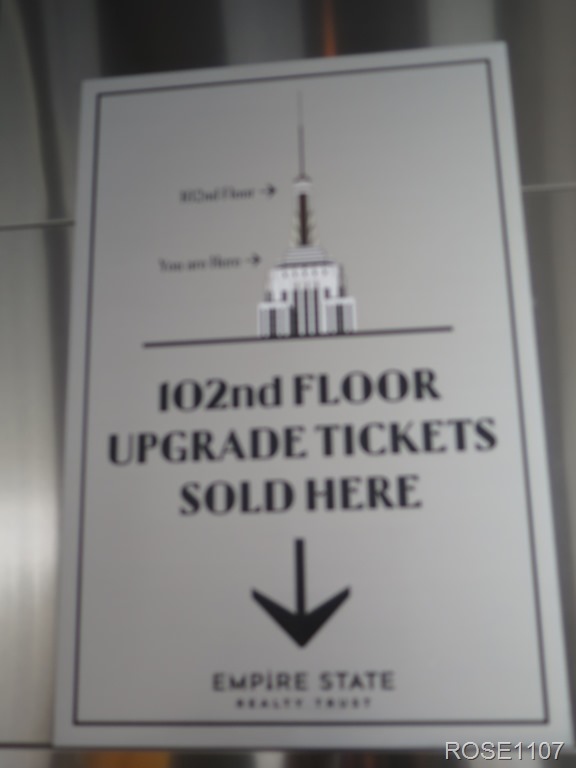 102nd Floor →
You are Here →
102nd FLOOR
UPGRADE TICKETS
SOLD HERE
EMPIRE STATE
REALTY TRUST
ROSE1107